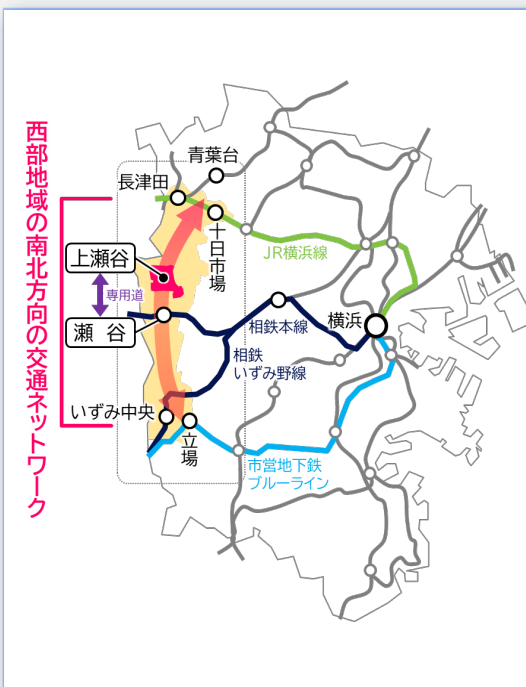 西部地域の南北方向の交通ネットワーク
青葉台
長津田
十日市場
上瀬谷
専用道
瀬谷
JR横浜線
相鉄本線
横浜
相鉄
いずみ野線
いずみ中央
立場
市営地下鉄
ブルーライン